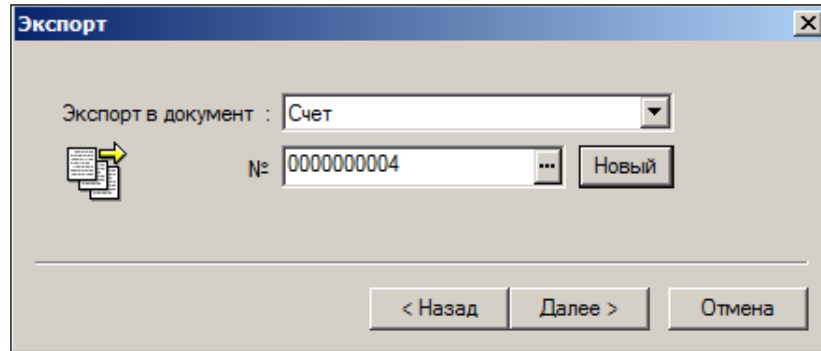 Экспорт
Экспорт в документ : Счет
№ 0000000004 ... Новый
< Назад Далее > Отмена